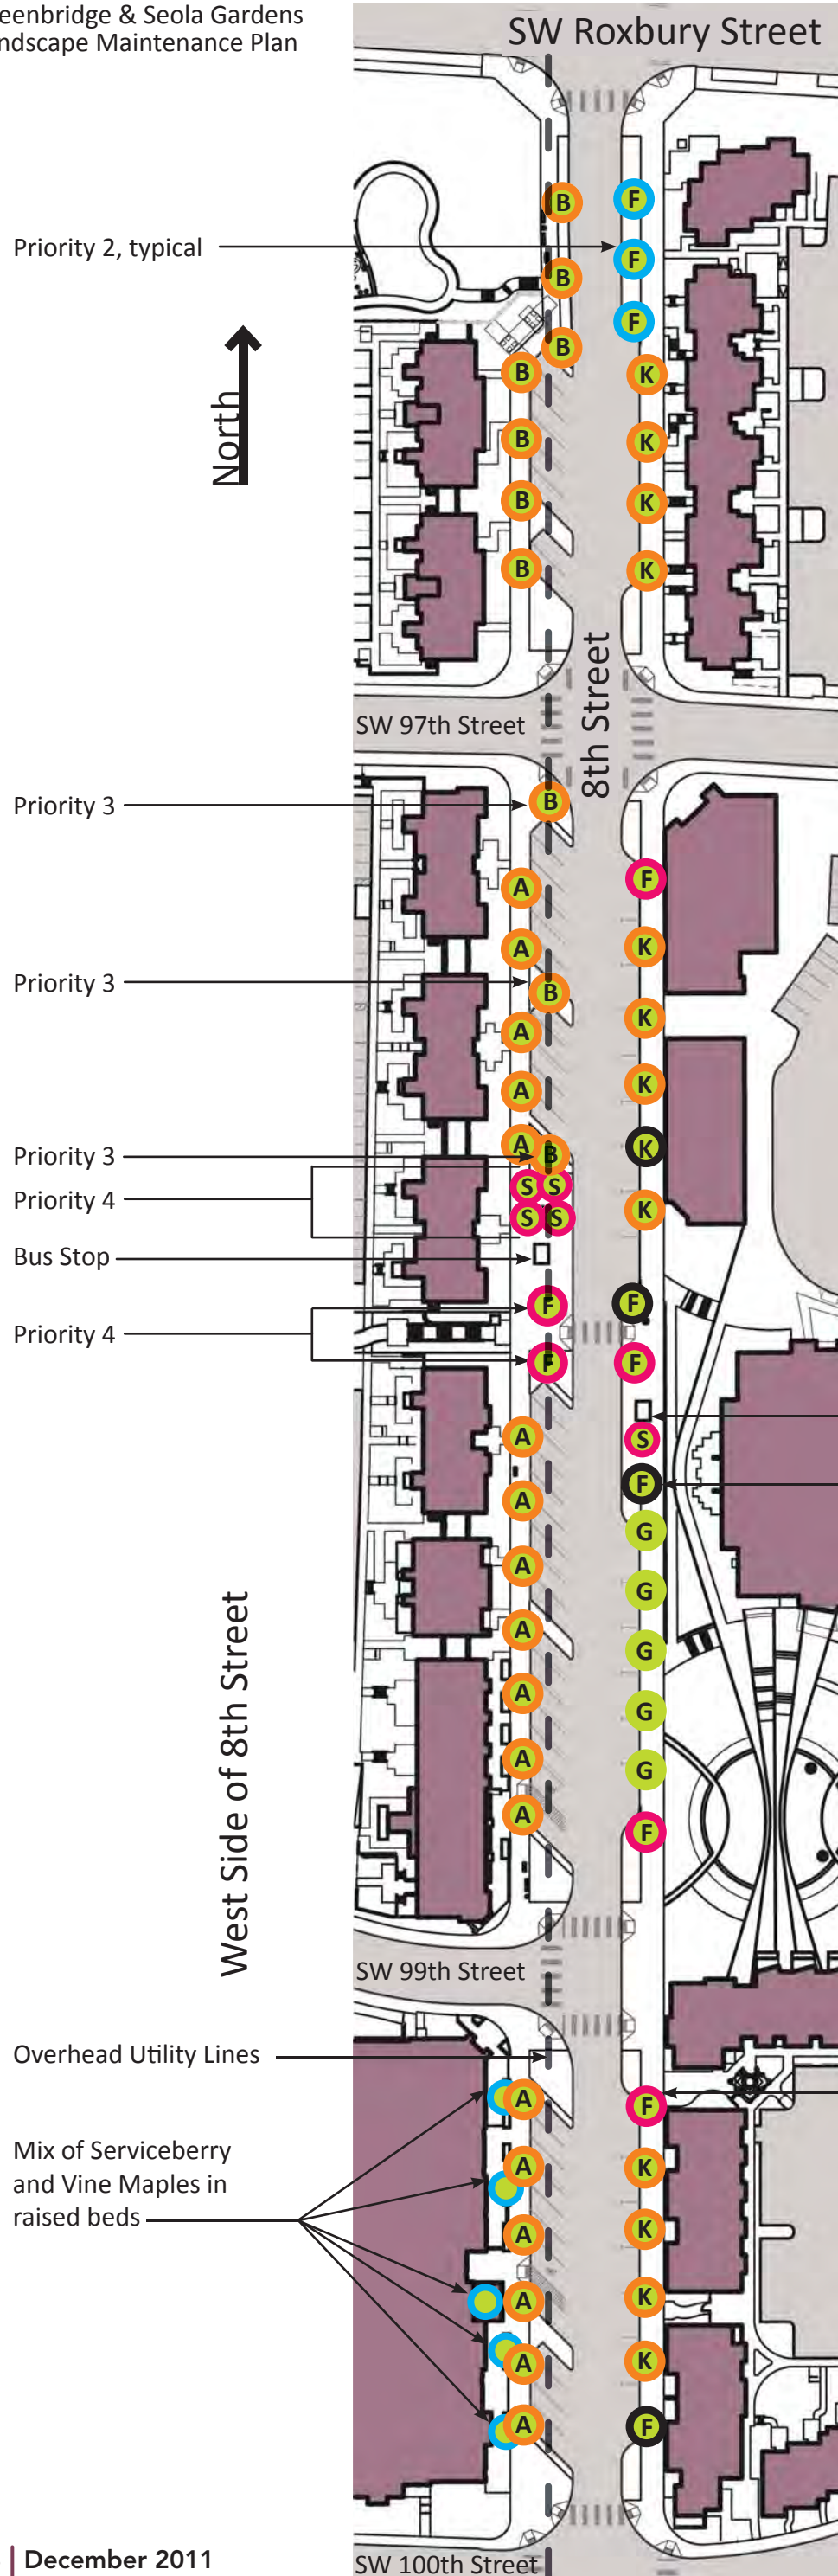 eenbridge & Seola Gardens
ndscape Maintenance Plan
SW Roxbury Street
B F
Priority 2, typical
F
B
F
B
B K
North
B K
B K
B K
8th Street
SW 97th Street
Priority 3
B
F
A
A K
Priority 3
B
K
A
K
A
A K
Priority 3
B
Priority 4
S S
K
S S
Bus Stop
F F
Priority 4
F F
A S
F
A
G
A
G
A
G
West Side of 8th Street
A
G
A
G
A
F
SW 99th Street
Overhead Utility Lines
A F
Mix of Serviceberry
and Vine Maples in
raised beds
A K
A K
A K
A K
A F
December 2011
SW 100th Street